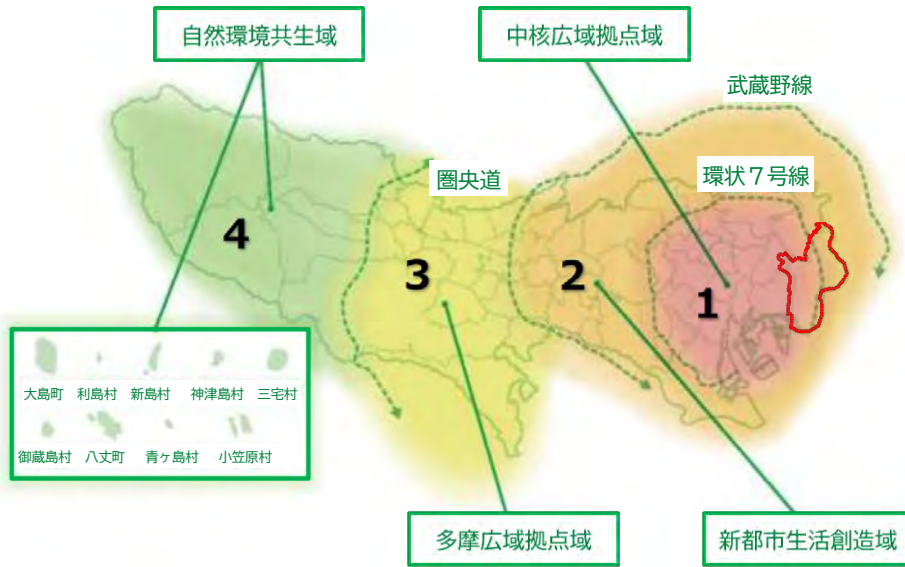 自然環境共生域
中核広域拠点域
武蔵野線
圏央道
環状７号線
4
3
2
1
大島町 利島村 新島村 神津島村 三宅村
御蔵島村 八丈町 青ヶ島村 小笠原村
多摩広域拠点域
新都市生活創造域